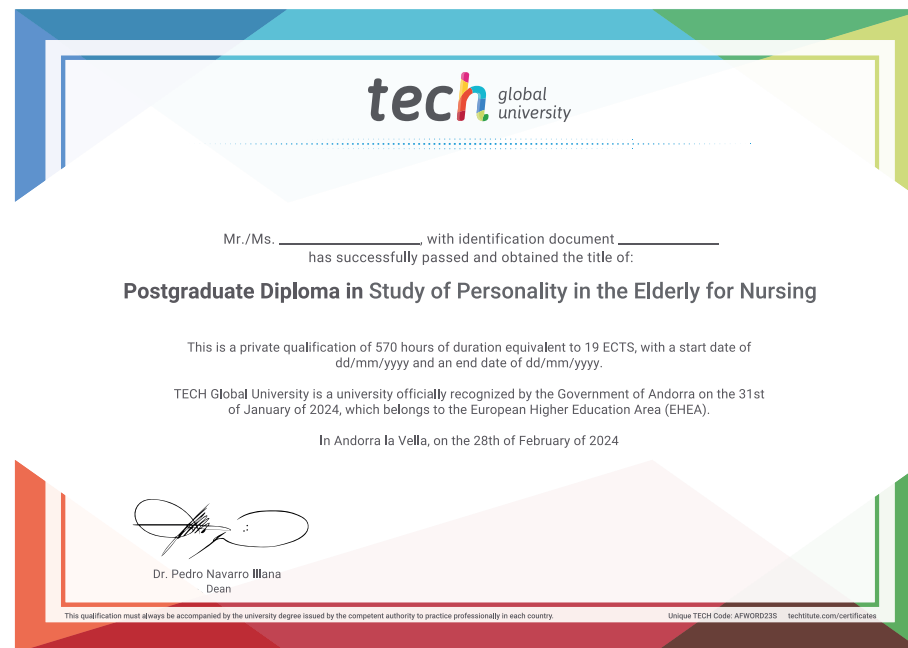 tech global university
Mr./Ms. ____________________, with identification document ______________
has successfully passed and obtained the title of:
Postgraduate Diploma in Study of Personality in the Elderly for Nursing
This is a private qualification of 570 hours of duration equivalent to 19 ECTS, with a start date of
dd/mm/yyyy and an end date of dd/mm/yyyy.
TECH Global University is a university officially recognized by the Government of Andorra on the 31st
of January of 2024, which belongs to the European Higher Education Area (EHEA).
In Andorra la Vella, on the 28th of February of 2024
Dr. Pedro Navarro Illana
Dean
This qualification must always be accompanied by the university degree issued by the competent authority to practice professionally in each country.
Unique TECH Code: AFWORD23S techtitute.com/certificates